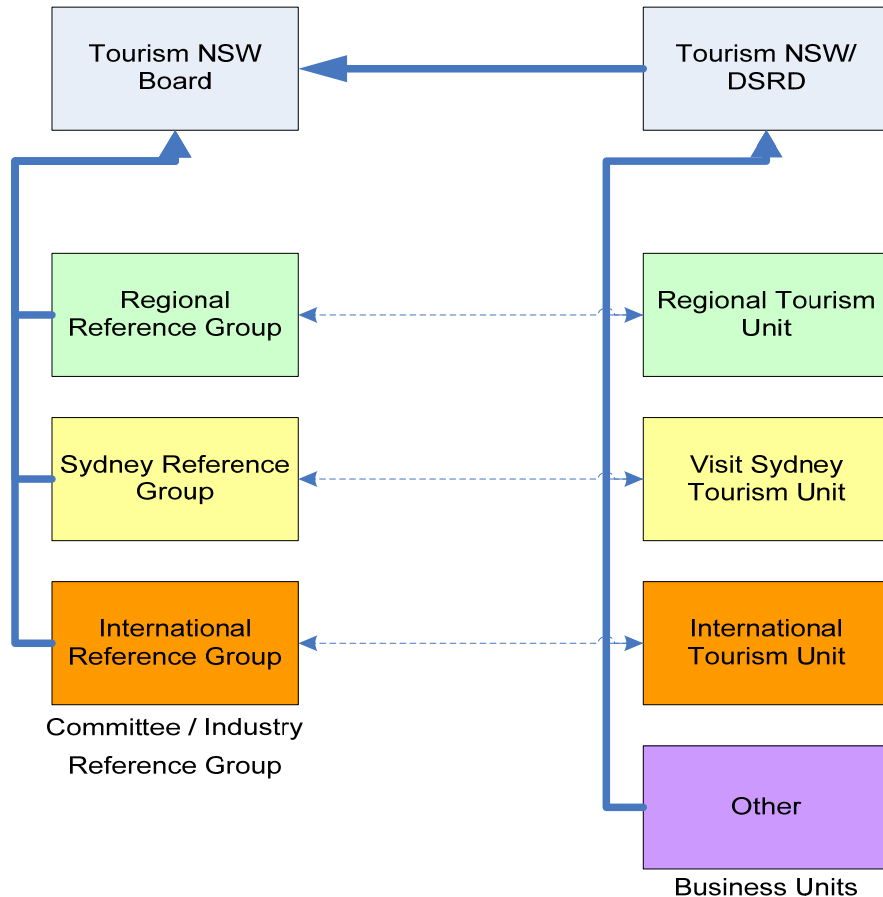 Tourism NSW
Board
Tourism NSW/
DSRD
Regional
Reference Group
Regional Tourism
Unit
Sydney Reference
Group
Visit Sydney
Tourism Unit
International
Reference Group
International
Tourism Unit
Committee / Industry
Reference Group
Other
Business Units